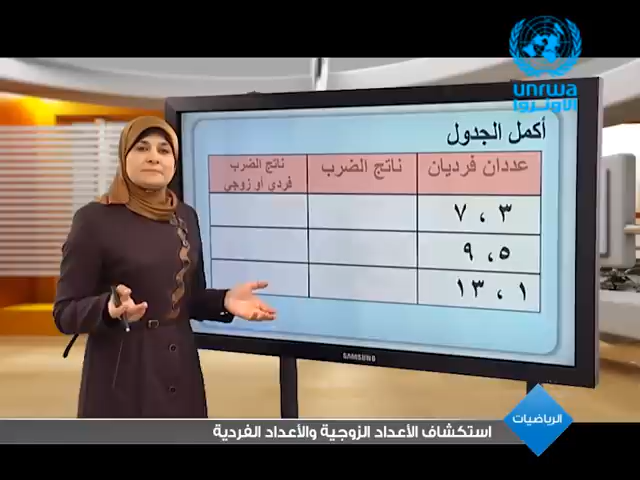 unrwa
الأونروا
أكمل الجدول
عددان فرديان
ناتج الضرب
ناتج الضرب
فردي أو زوجي
٣ ، ٧
٥ ، ٩
١ ، ١٣
SAMSUNG
الرياضيات
استكشاف الأعداد الزوجية والأعداد الفردية